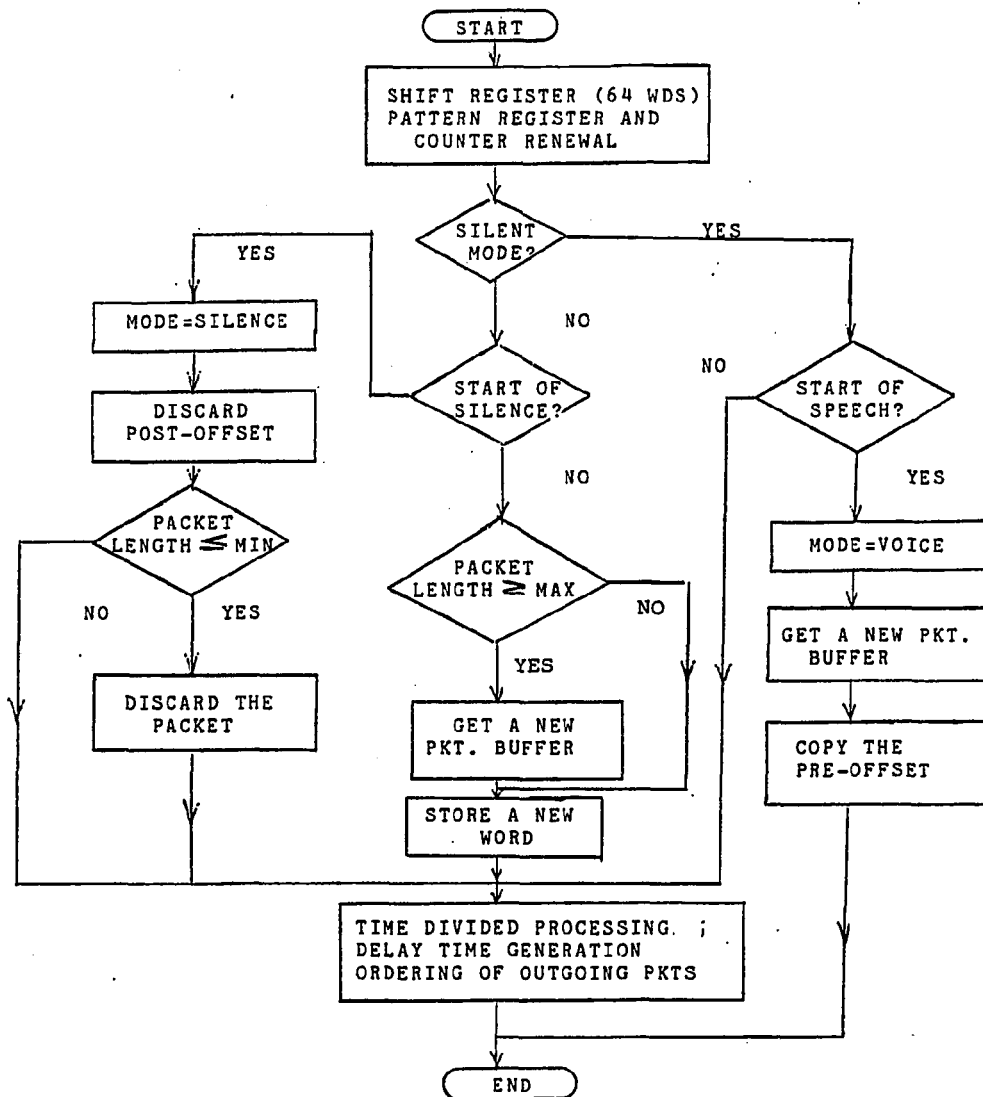 START
SHIFT REGISTER (64 WDS)
PATTERN REGISTER AND
COUNTER RENEWAL
SILENT
MODE?
YES
YES
NO
MODE=SILENCE
START OF
SILENCE?
NO
START OF
SPEECH?
DISCARD
POST-OFFSET
NO
YES
PACKET
LENGTH ≦ MIN
PACKET
LENGTH ≥ MAX
MODE=VOICE
NO
YES
NO
YES
GET A NEW PKT.
BUFFER
DISCARD THE
PACKET
GET A NEW
PKT. BUFFER
COPY THE
PRE-OFFSET
STORE A NEW
WORD
TIME DIVIDED PROCESSING. ;
DELAY TIME GENERATION
ORDERING OF OUTGOING PKTS
END